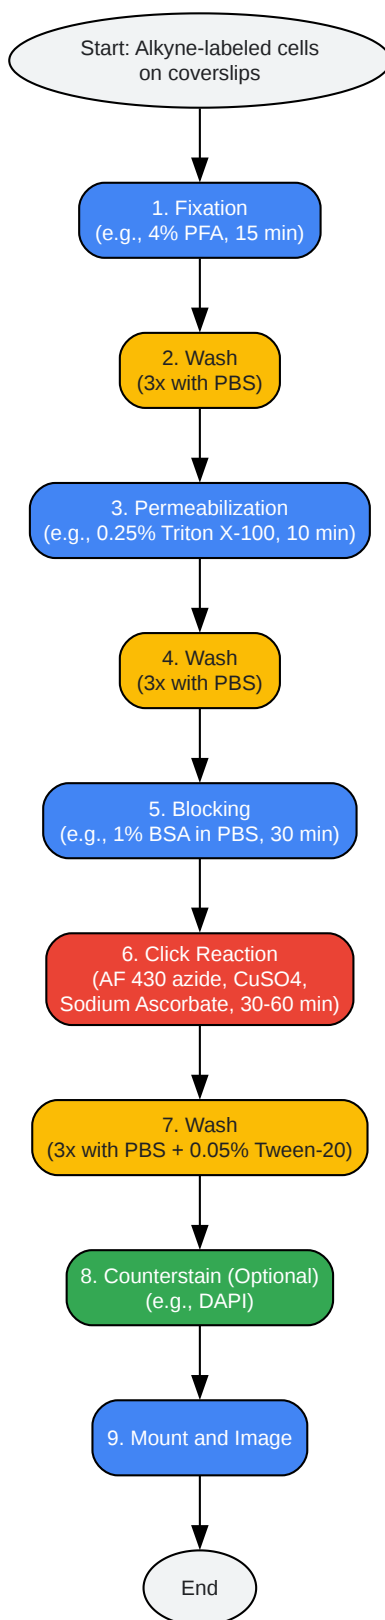 Start: Alkyne-labeled cells
on coverslips
1. Fixation
(e.g., 4% PFA, 15 min)
2. Wash
(3x with PBS)
3. Permeabilization
(e.g., 0.25% Triton X-100, 10 min)
4. Wash
(3x with PBS)
5. Blocking
(e.g., 1% BSA in PBS, 30 min)
6. Click Reaction
(AF 430 azide, CuSO4,
Sodium Ascorbate, 30-60 min)
7. Wash
(3x with PBS + 0.05% Tween-20)
8. Counterstain (Optional)
(e.g., DAPI)
9. Mount and Image
End